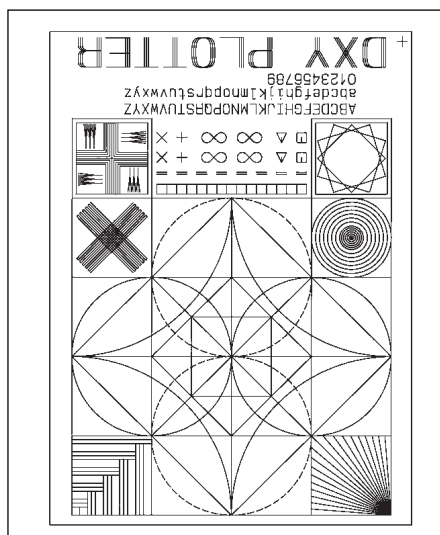 DXY PLOTTER
0123456789
abcdefghijklmnopqrstuvwxyz
ABCDEFGHIJKLMNOPQRSTUVWXYZ